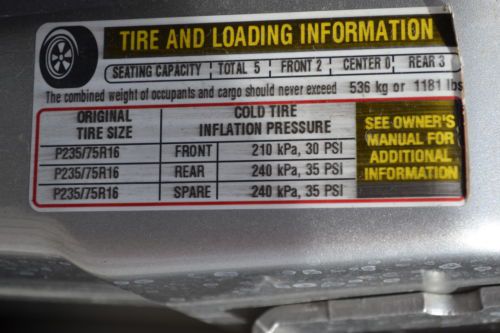 TIRE AND LOADING INFORMATION
SEATING CAPACITY TOTAL 5 FRONT 2 CENTER 0 REAR 3
The combined weight of occupants and cargo should never exceed 536 kg or 1181 lbs
ORIGINAL TIRE SIZE COLD TIRE INFLATION PRESSURE
P235/75R16 FRONT 210 kPa, 30 PSI
P235/75R16 REAR 240 kPa, 35 PSI
P235/75R16 SPARE 240 kPa, 35 PSI
SEE OWNER'S
MANUAL FOR
ADDITIONAL
INFORMATION